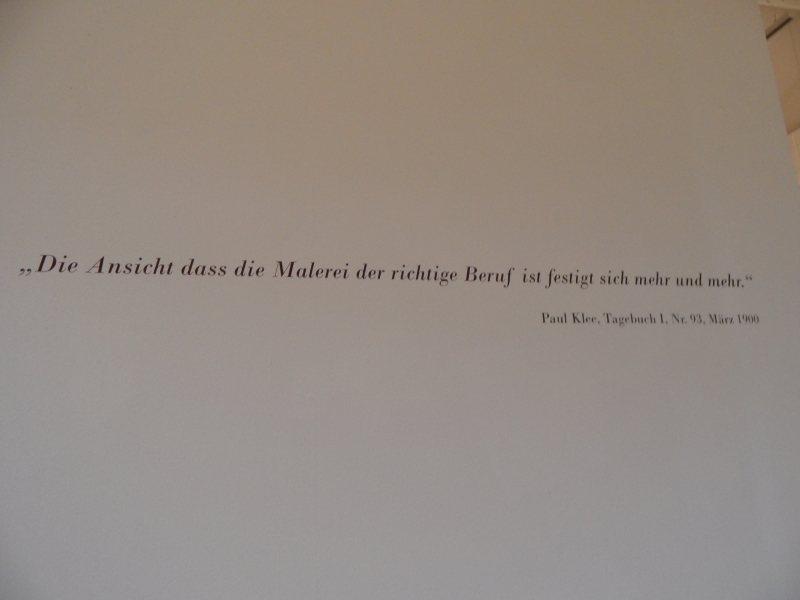 „Die Ansicht dass die Malerei der richtige Beruf ist festigt sich mehr und mehr.“
Paul Klee, Tagebuch 1, Nr. 93, März 1900